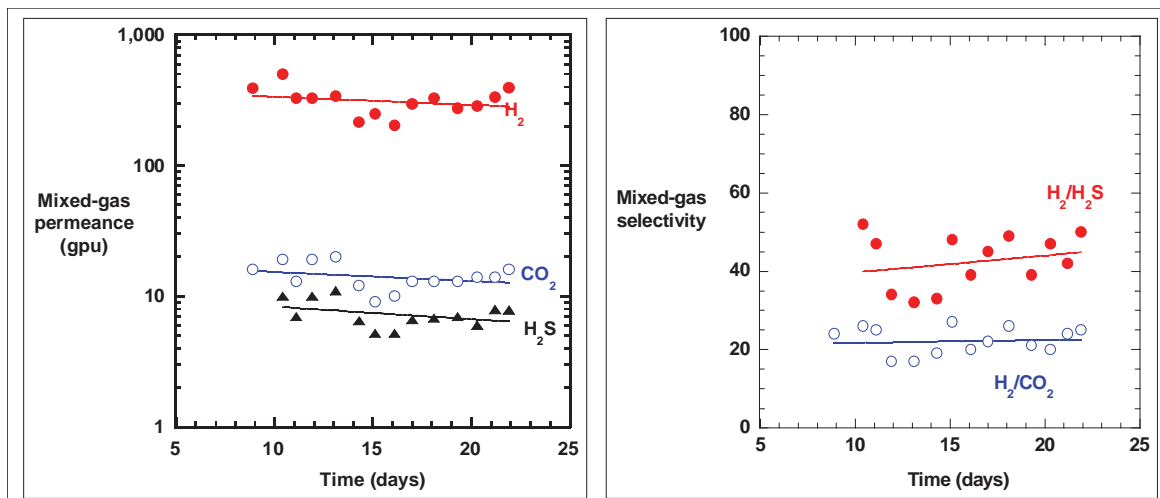 1,000
100
10
1
Mixed-gas
permeance
(gpu)
H₂
CO₂
H₂S
5
10
15
20
25
Time (days)
100
80
60
40
20
0
Mixed-gas
selectivity
H₂/H₂S
H₂/CO₂
5
10
15
20
25
Time (days)